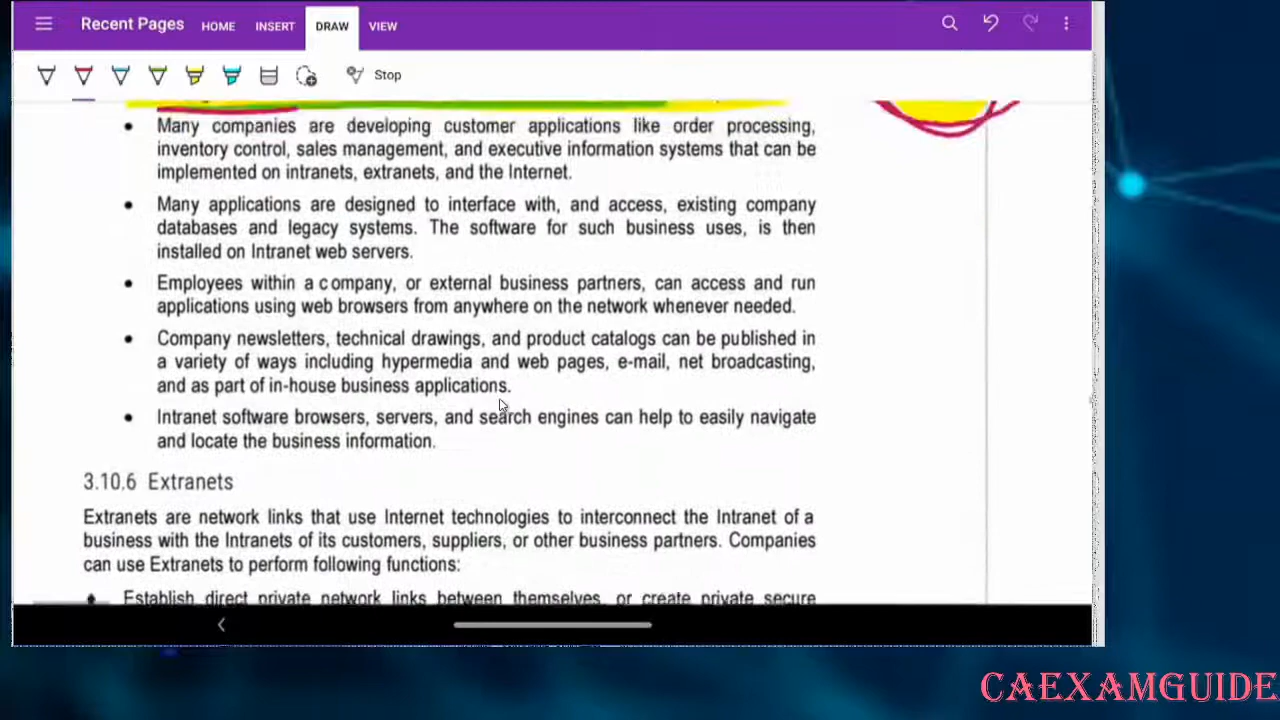 Recent Pages HOME INSERT DRAW VIEW
Stop
• Many companies are developing customer applications like order processing,
inventory control, sales management, and executive information systems that can be
implemented on intranets, extranets, and the Internet.
• Many applications are designed to interface with, and access, existing company
databases and legacy systems. The software for such business uses, is then
installed on Intranet web servers.
• Employees within a company, or external business partners, can access and run
applications using web browsers from anywhere on the network whenever needed.
• Company newsletters, technical drawings, and product catalogs can be published in
a variety of ways including hypermedia and web pages, e-mail, net broadcasting,
and as part of in-house business applications.
• Intranet software browsers, servers, and search engines can help to easily navigate
and locate the business information.
3.10.6 Extranets
Extranets are network links that use Internet technologies to interconnect the Intranet of a
business with the Intranets of its customers, suppliers, or other business partners. Companies
can use Extranets to perform following functions:
Establish direct private network links between themselves, or create private secure
CAEXAMGUIDE